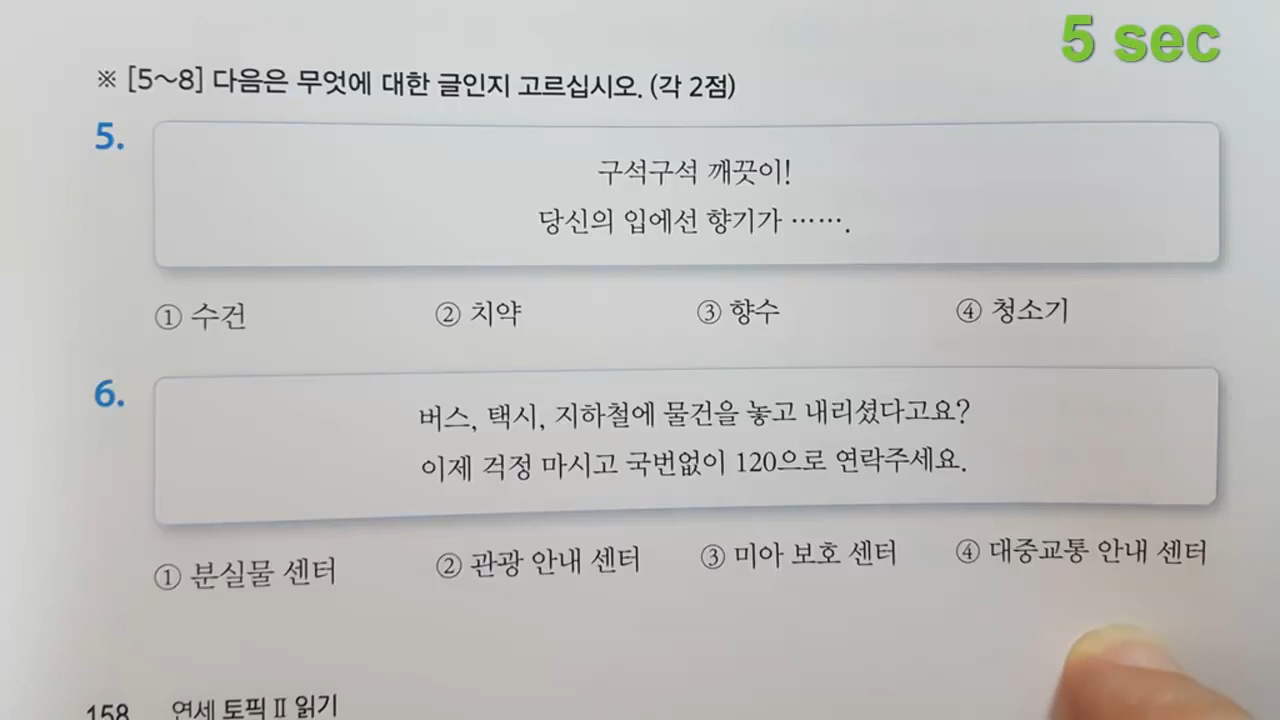 5 sec
※ [5~8] 다음은 무엇에 대한 글인지 고르십시오. (각 2점)
5.
구석구석 깨끗이!
당신의 입에선 향기가 …….
① 수건 ② 치약 ③ 향수 ④ 청소기
6.
버스, 택시, 지하철에 물건을 놓고 내리셨다고요?
이제 걱정 마시고 국번없이 120으로 연락주세요.
① 분실물 센터 ② 관광 안내 센터 ③ 미아 보호 센터 ④ 대중교통 안내 센터
158 연세 토픽 Ⅱ 읽기